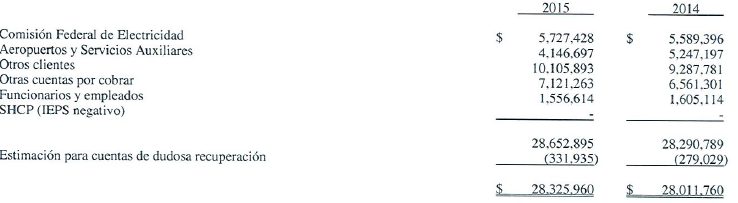 2015 2014
Comisión Federal de Electricidad $ 5,727,428 $ 5,589,396
Aeropuertos y Servicios Auxiliares 4,146,697 5,247,197
Otros clientes 10,105,893 9,287,781
Otras cuentas por cobrar 7,121,263 6,561,301
Funcionarios y empleados 1,556,614 1,605,114
SHCP (IEPS negativo) - -
28,652,895 28,290,789
Estimación para cuentas de dudosa recuperación (331,935) (279,029)
$ 28,325,960 $ 28,011,760